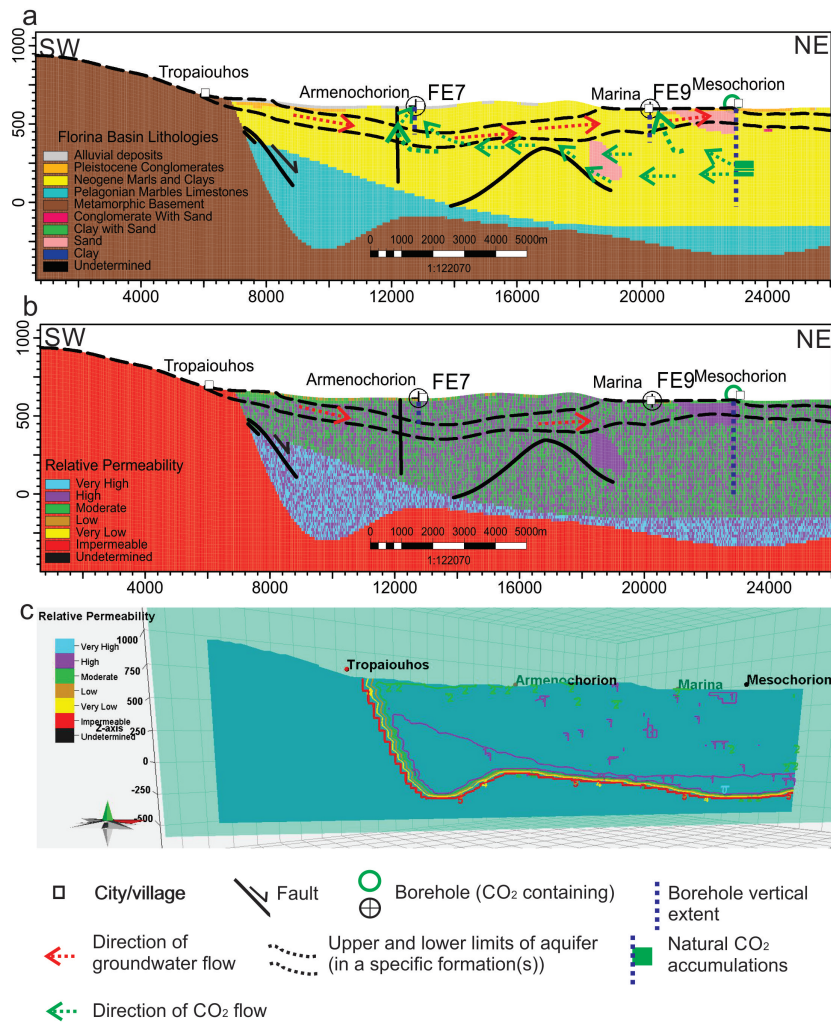 a
SW
NE
1000
500
0
Tropaiouhos
Armenochorion
FE7
Marina
FE9
Mesochorion
Florina Basin Lithologies
Alluvial deposits
Pleistocene Conglomerates
Neogene Marls and Clays
Pelagonian Marbles Limestones
Metamorphic Basement
Conglomerate With Sand
Clay with Sand
Sand
Clay
Undetermined
0 1000 2000 3000 4000 5000m
1:122070
4000 8000 12000 16000 20000 24000
b
SW
NE
1000
500
0
Tropaiouhos
Armenochorion
FE7
Marina
FE9
Mesochorion
Relative Permeability
Very High
High
Moderate
Low
Very Low
Impermeable
Undetermined
0 1000 2000 3000 4000 5000m
1:122070
4000 8000 12000 16000 20000 24000
c
Relative Permeability
Very High
High
Moderate
Low
Very Low
Impermeable
Undetermined
Z-axis
1000
750
500
250
0
-250
-500
Tropaiouhos
Armenochorion
Marina
Mesochorion
City/village
Fault
Borehole (CO₂ containing)
Borehole vertical
extent
Direction of
groundwater flow
Upper and lower limits of aquifer
(in a specific formation(s))
Natural CO₂
accumulations
Direction of CO₂ flow